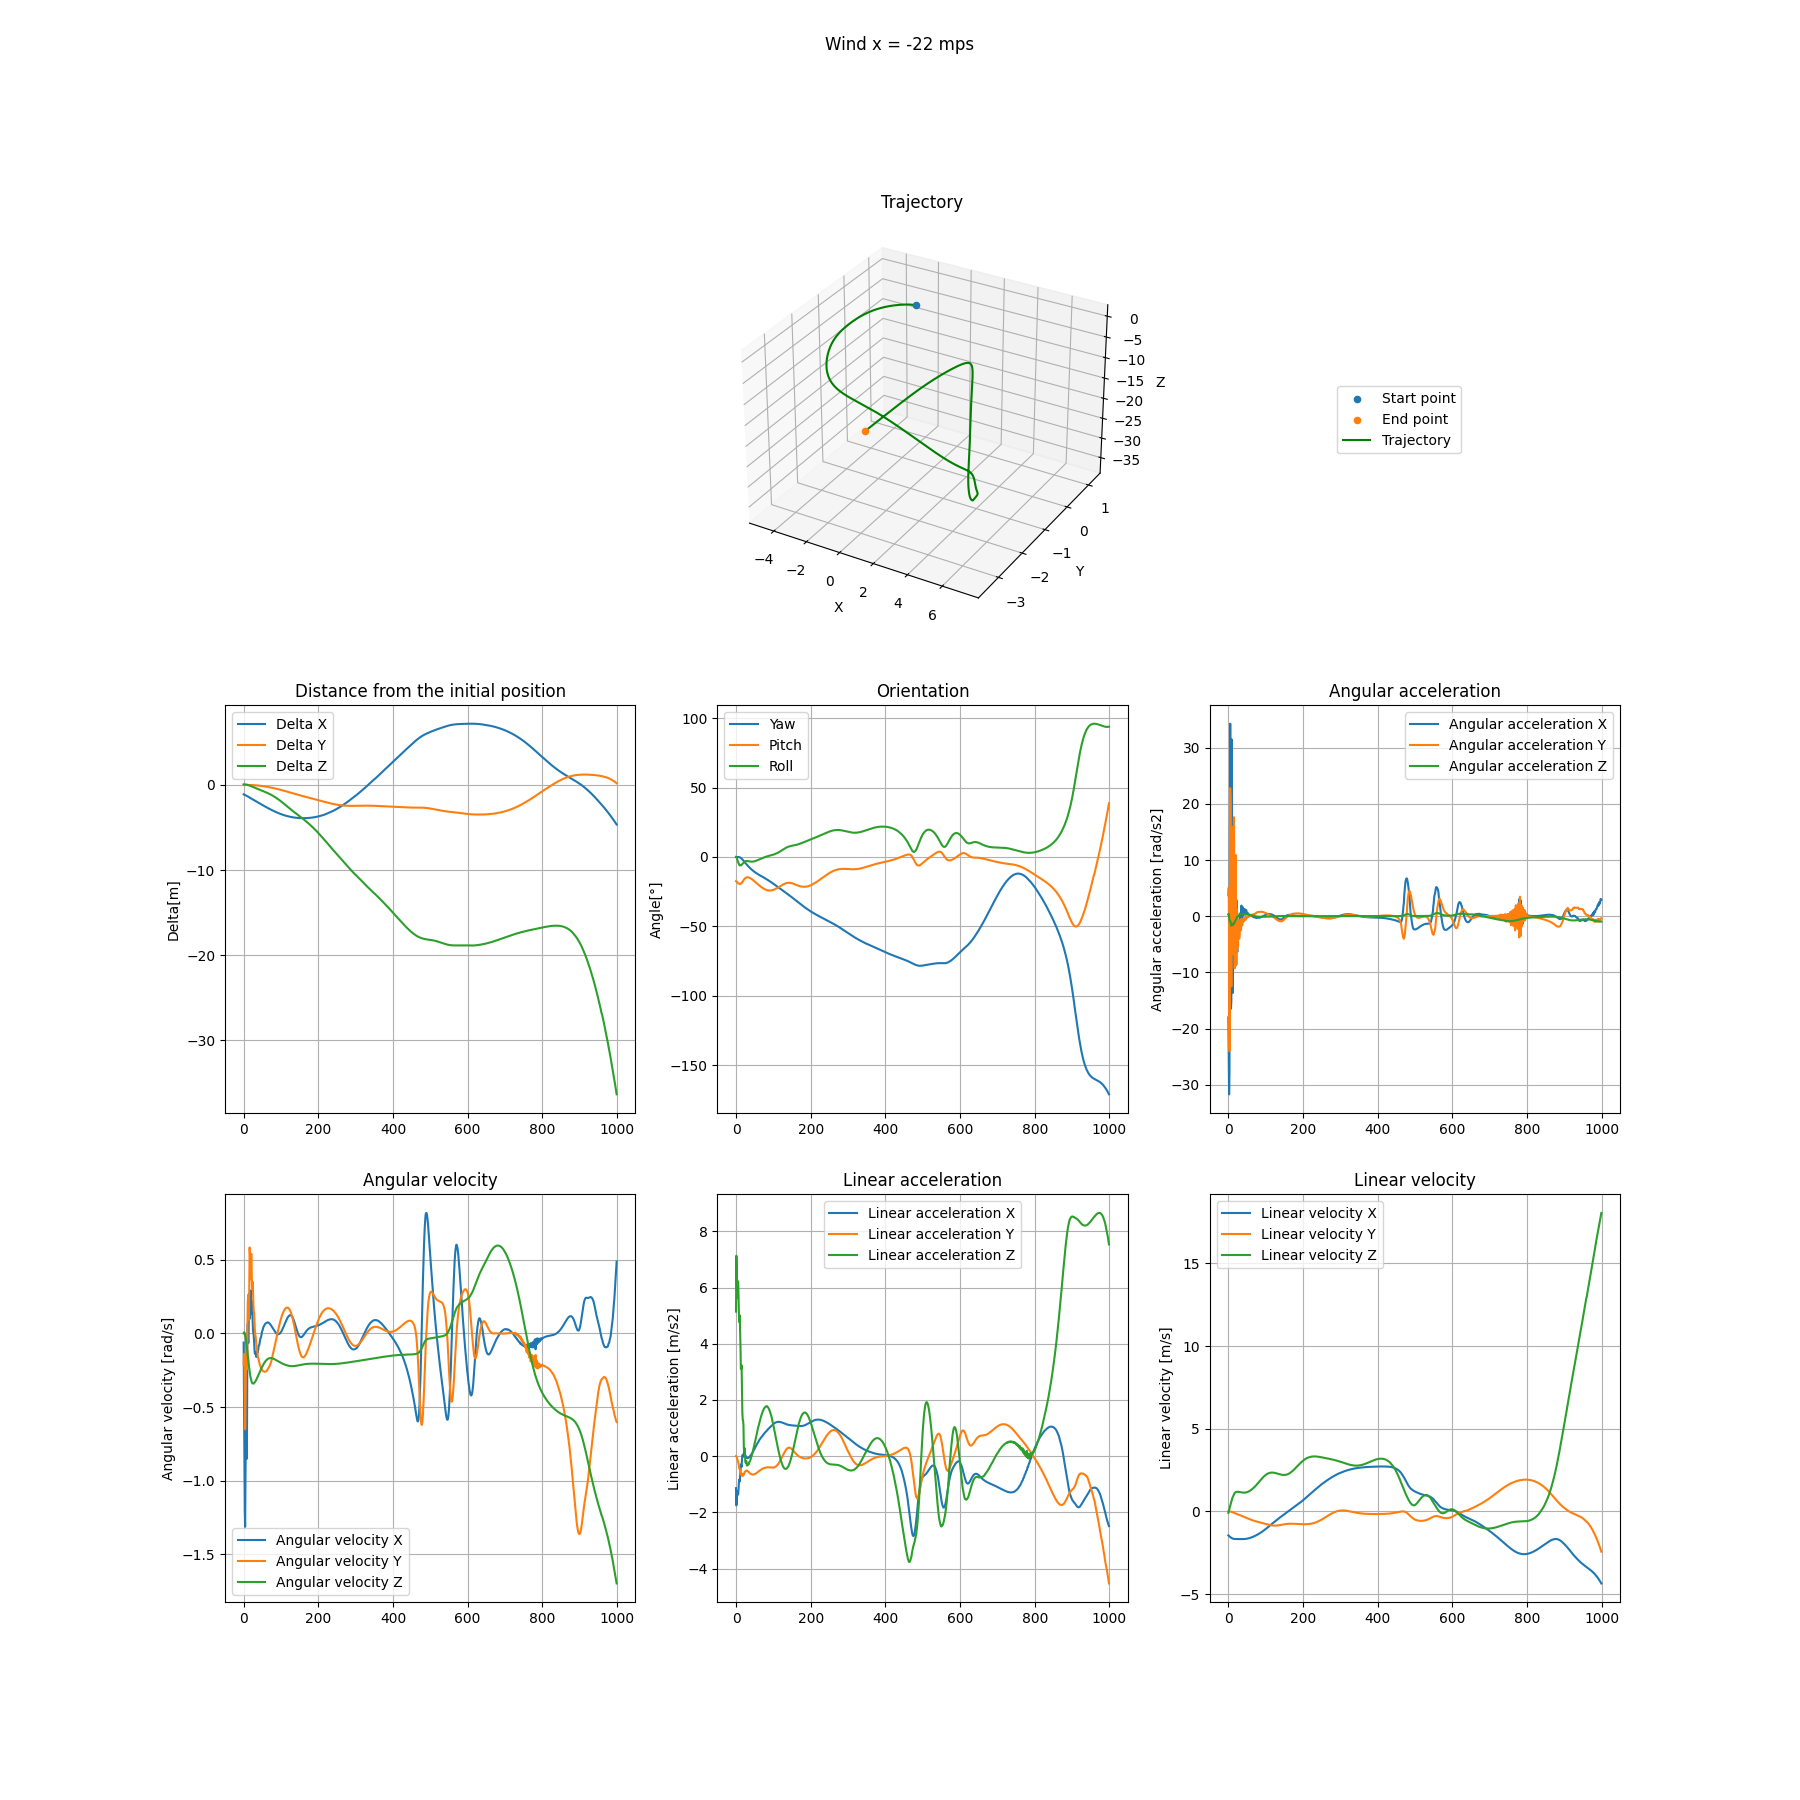 Wind x = -22 mps
Trajectory
0
−5
−10
−15
−20
−25
−30
−35
Z
1
0
−1
−2
−3
Y
−4
−2
0
2
4
6
X
Start point
End point
Trajectory
Distance from the initial position
Delta X
Delta Y
Delta Z
0
−10
−20
−30
Delta[m]
0 200 400 600 800 1000
Orientation
Yaw
Pitch
Roll
100
50
0
−50
−100
−150
Angle[°]
0 200 400 600 800 1000
Angular acceleration
Angular acceleration X
Angular acceleration Y
Angular acceleration Z
30
20
10
0
−10
−20
−30
Angular acceleration [rad/s2]
0 200 400 600 800 1000
Angular velocity
0.5
0.0
−0.5
−1.0
−1.5
Angular velocity [rad/s]
Angular velocity X
Angular velocity Y
Angular velocity Z
0 200 400 600 800 1000
Linear acceleration
Linear acceleration X
Linear acceleration Y
Linear acceleration Z
8
6
4
2
0
−2
−4
Linear acceleration [m/s2]
0 200 400 600 800 1000
Linear velocity
Linear velocity X
Linear velocity Y
Linear velocity Z
15
10
5
0
−5
Linear velocity [m/s]
0 200 400 600 800 1000